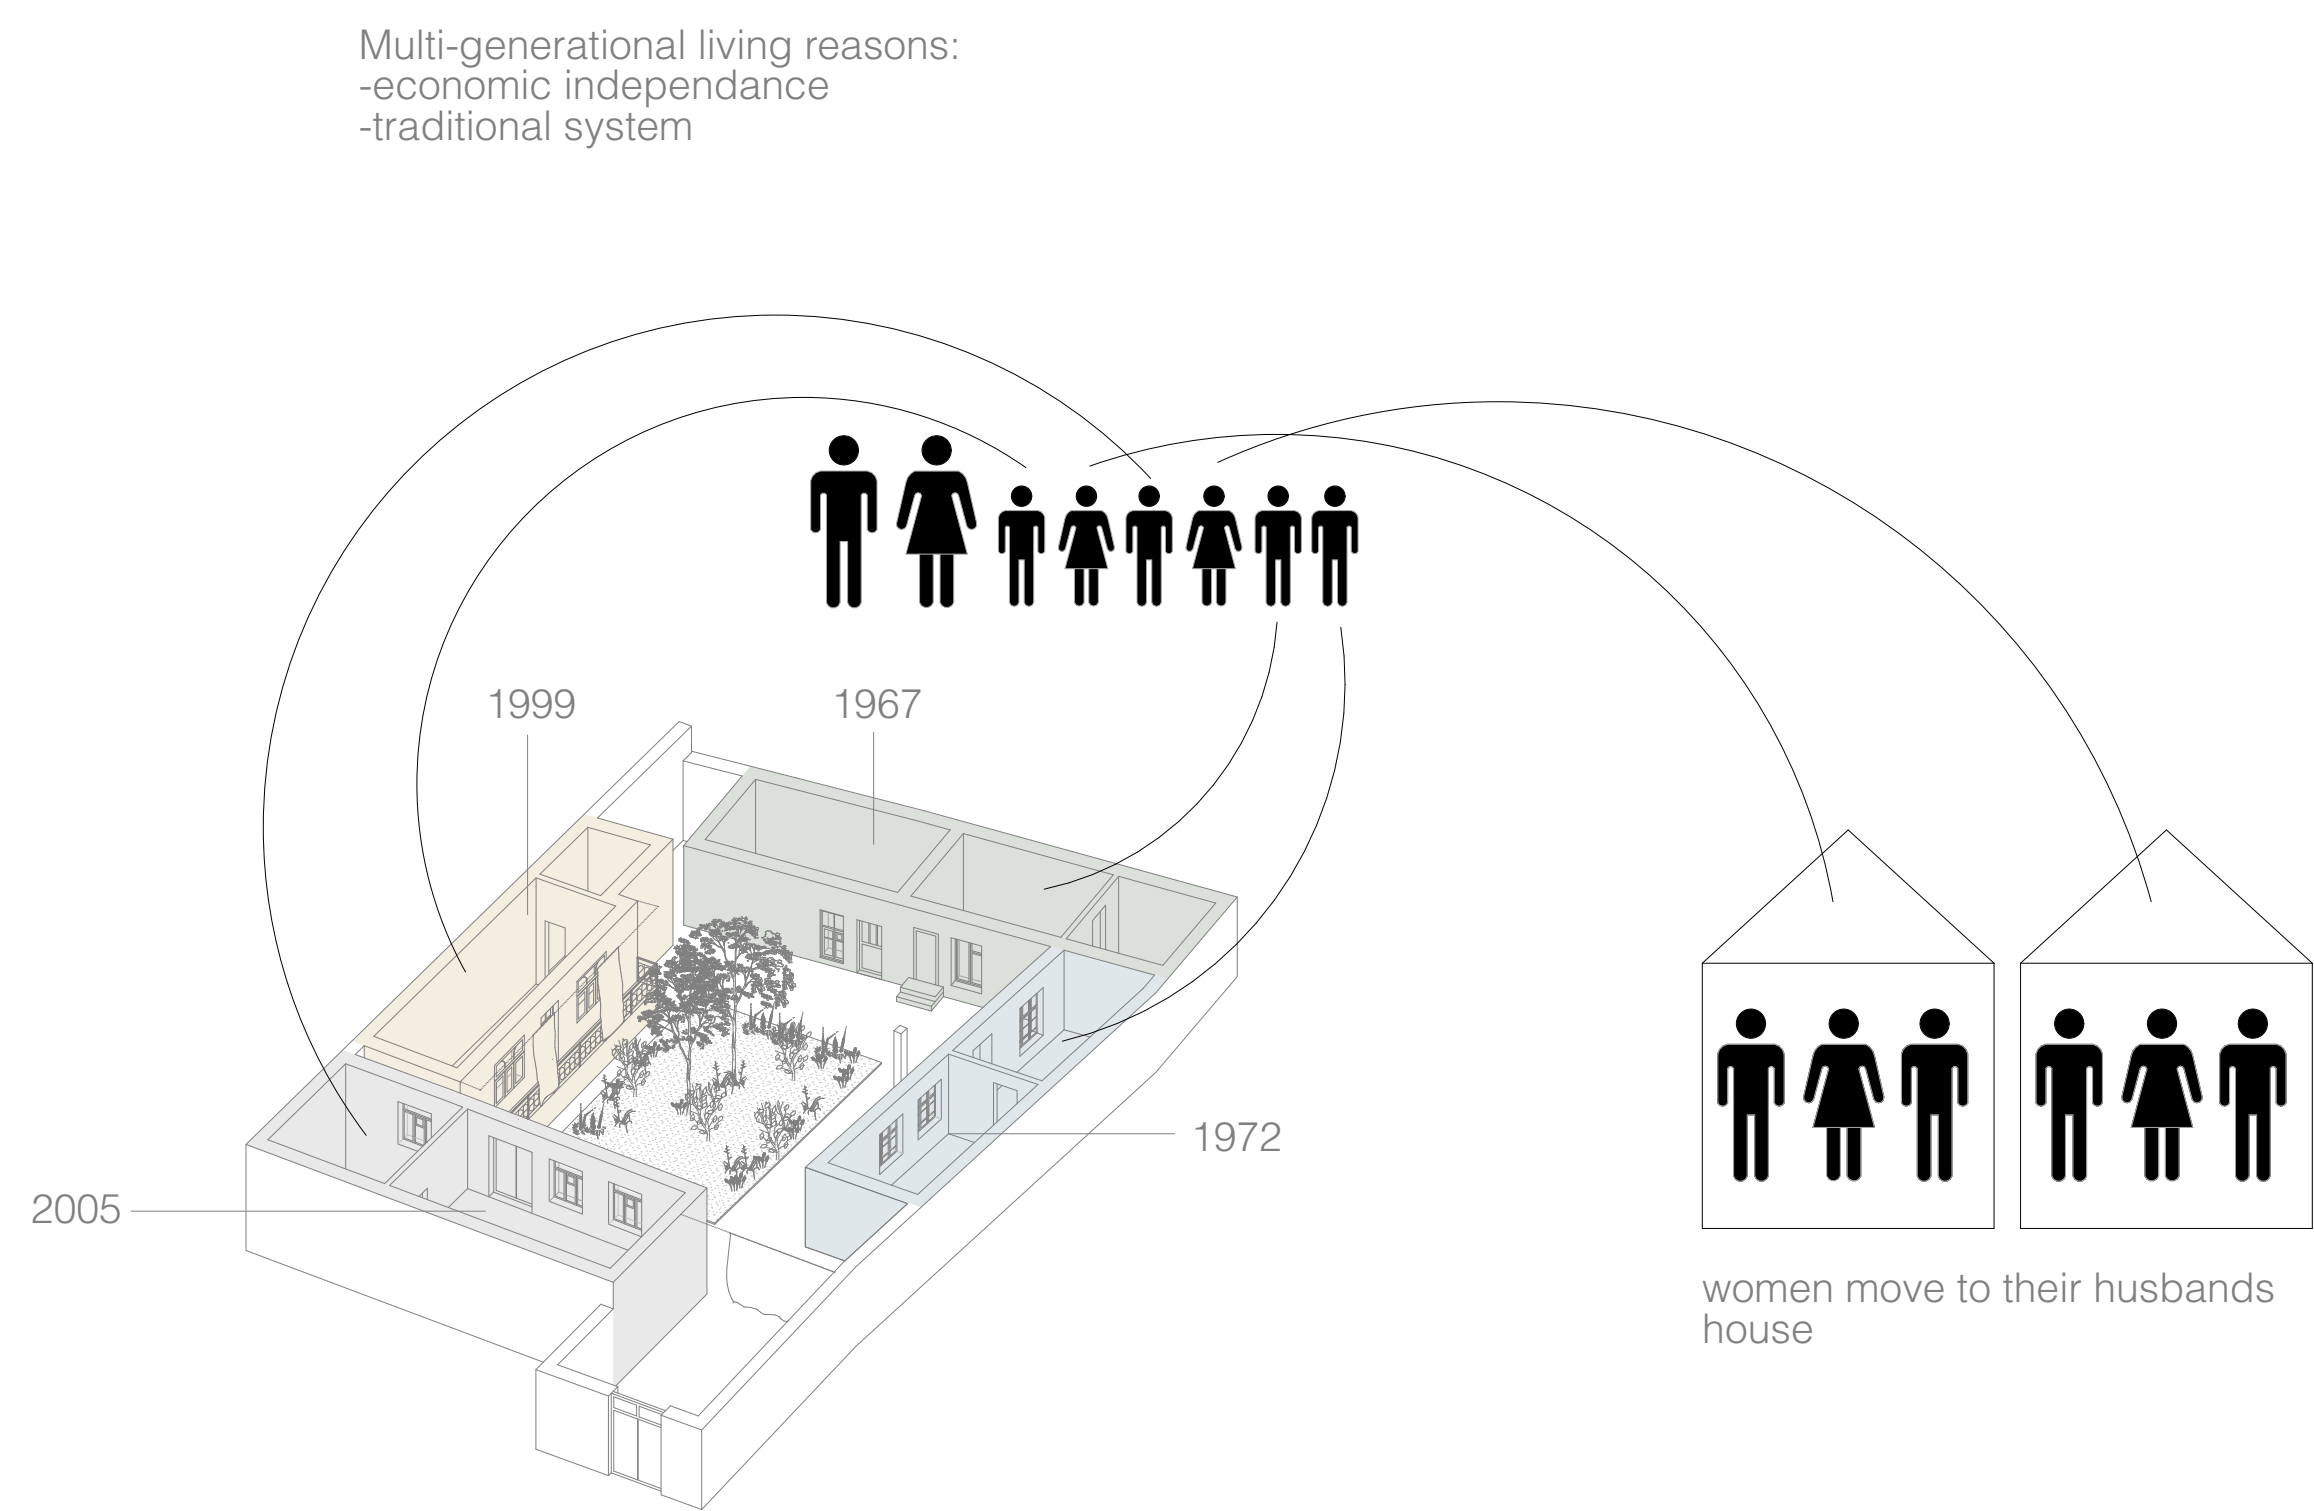 Multi-generational living reasons:
-economic independance
-traditional system
1999
1967
1972
2005
women move to their husbands
house